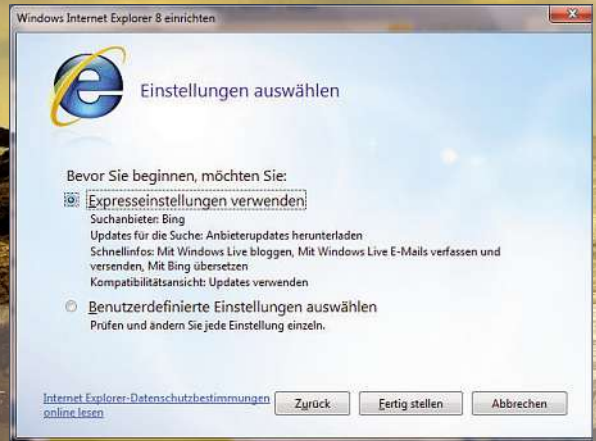 Windows Internet Explorer 8 einrichten
Einstellungen auswählen
Bevor Sie beginnen, möchten Sie:
Expresseinstellungen verwenden
Suchanbieter: Bing
Updates für die Suche: Anbieterupdates herunterladen
Schnellinfos: Mit Windows Live bloggen, Mit Windows Live E-Mails verfassen und
versenden, Mit Bing übersetzen
Kompatibilitätsansicht: Updates verwenden
Benutzerdefinierte Einstellungen auswählen
Prüfen und ändern Sie jede Einstellung einzeln.
Internet Explorer-Datenschutzbestimmungen
online lesen
Zurück
Fertig stellen
Abbrechen